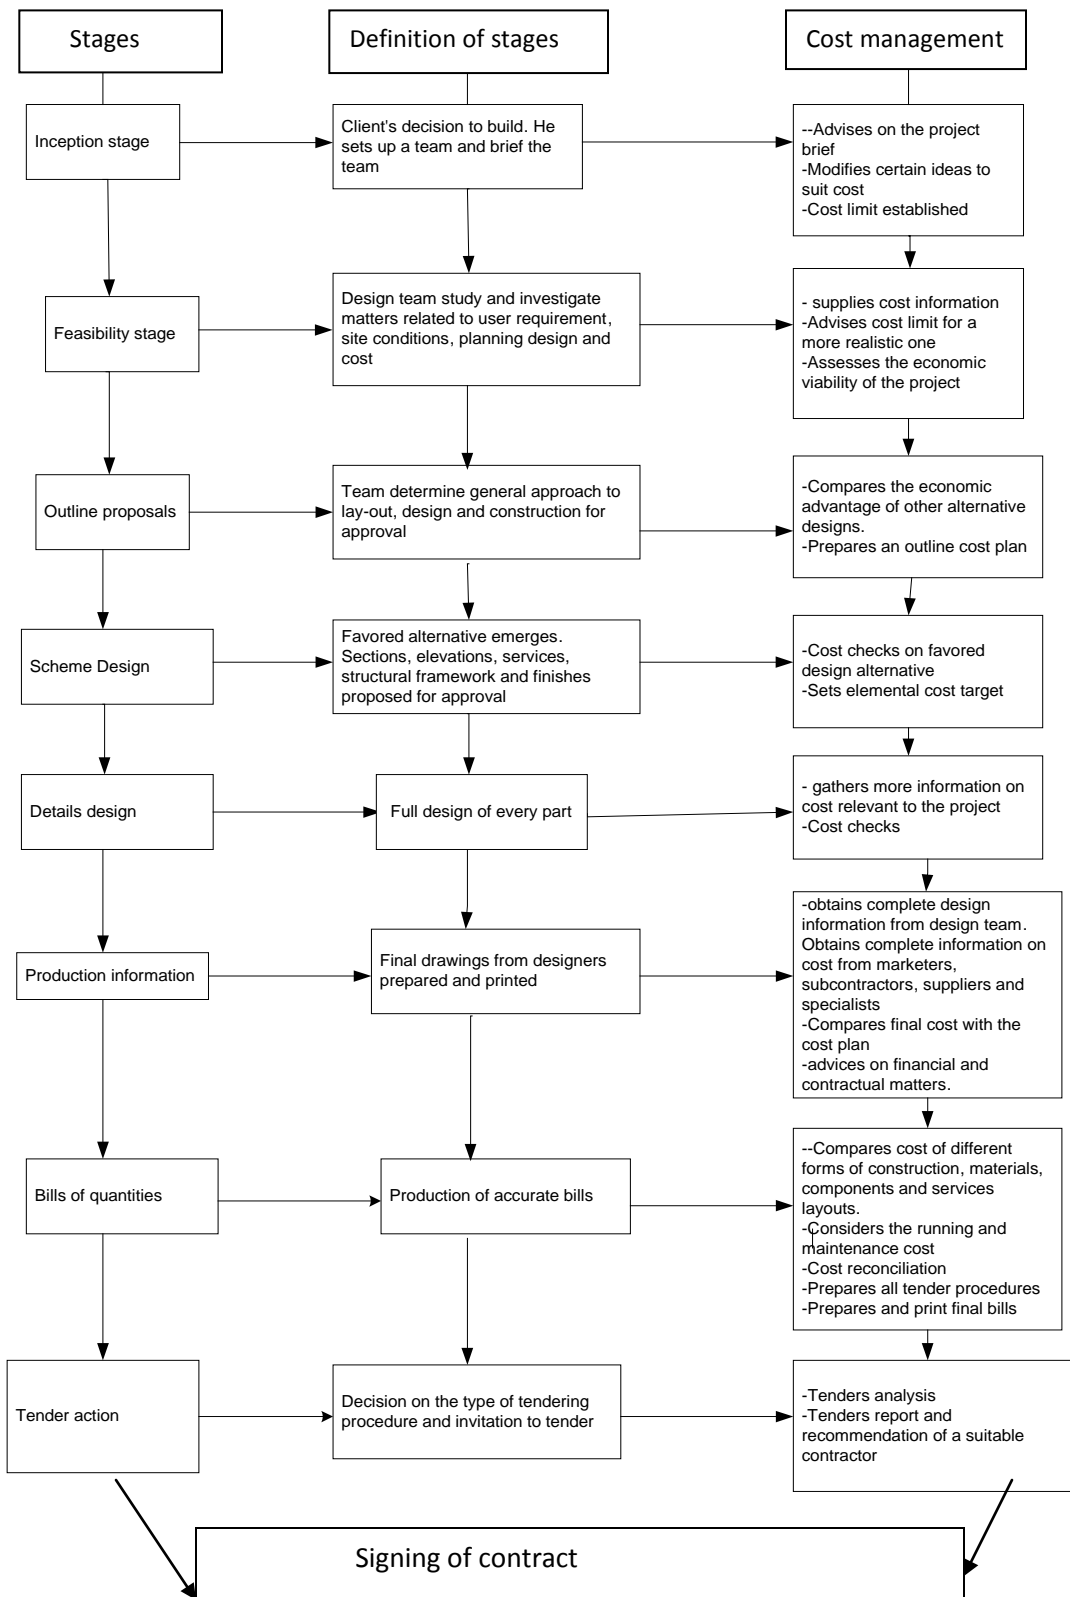 Stages
Definition of stages
Cost management
Inception stage
Client's decision to build. He
sets up a team and brief the
team
--Advises on the project
brief
-Modifies certain ideas to
suit cost
-Cost limit established
Feasibility stage
Design team study and investigate
matters related to user requirement,
site conditions, planning design and
cost
- supplies cost information
-Advises cost limit for a
more realistic one
-Assesses the economic
viability of the project
Outline proposals
Team determine general approach to
lay-out, design and construction for
approval
-Compares the economic
advantage of other alternative
designs.
-Prepares an outline cost plan
Scheme Design
Favored alternative emerges.
Sections, elevations, services,
structural framework and finishes
proposed for approval
-Cost checks on favored
design alternative
-Sets elemental cost target
Details design
Full design of every part
- gathers more information on
cost relevant to the project
-Cost checks
Production information
Final drawings from designers
prepared and printed
-obtains complete design
information from design team.
Obtains complete information on
cost from marketers,
subcontractors, suppliers and
specialists
-Compares final cost with the
cost plan
-advices on financial and
contractual matters.
Bills of quantities
Production of accurate bills
--Compares cost of different
forms of construction, materials,
components and services
layouts.
-Considers the running and
maintenance cost
-Cost reconciliation
-Prepares all tender procedures
-Prepares and print final bills
Tender action
Decision on the type of tendering
procedure and invitation to tender
-Tenders analysis
-Tenders report and
recommendation of a suitable
contractor
Signing of contract